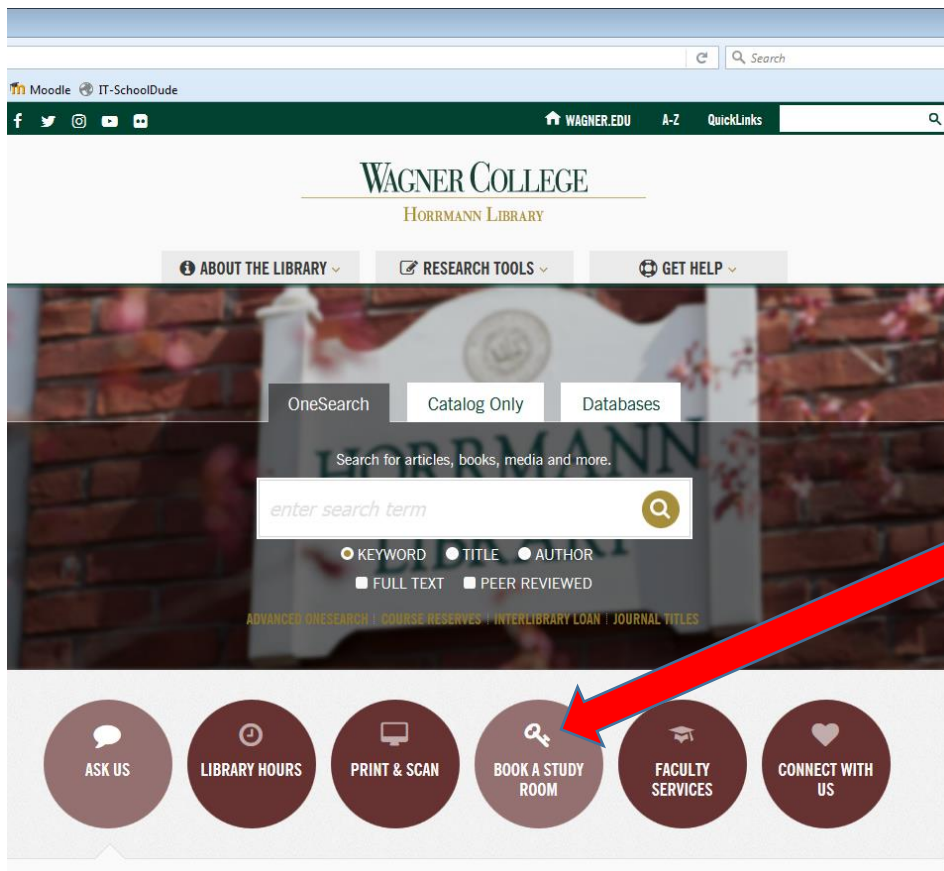 Search
Moodle IT-SchoolDude
WAGNER.EDU A-Z QuickLinks
WAGNER COLLEGE
HORRMANN LIBRARY
ABOUT THE LIBRARY RESEARCH TOOLS GET HELP
OneSearch Catalog Only Databases
HORRMANN
LIBRARY
Search for articles, books, media and more.
enter search term
KEYWORD TITLE AUTHOR
FULL TEXT PEER REVIEWED
ADVANCED ONESEARCH | COURSE RESERVES | INTERLIBRARY LOAN | JOURNAL TITLES
ASK US LIBRARY HOURS PRINT & SCAN BOOK A STUDY ROOM FACULTY SERVICES CONNECT WITH US